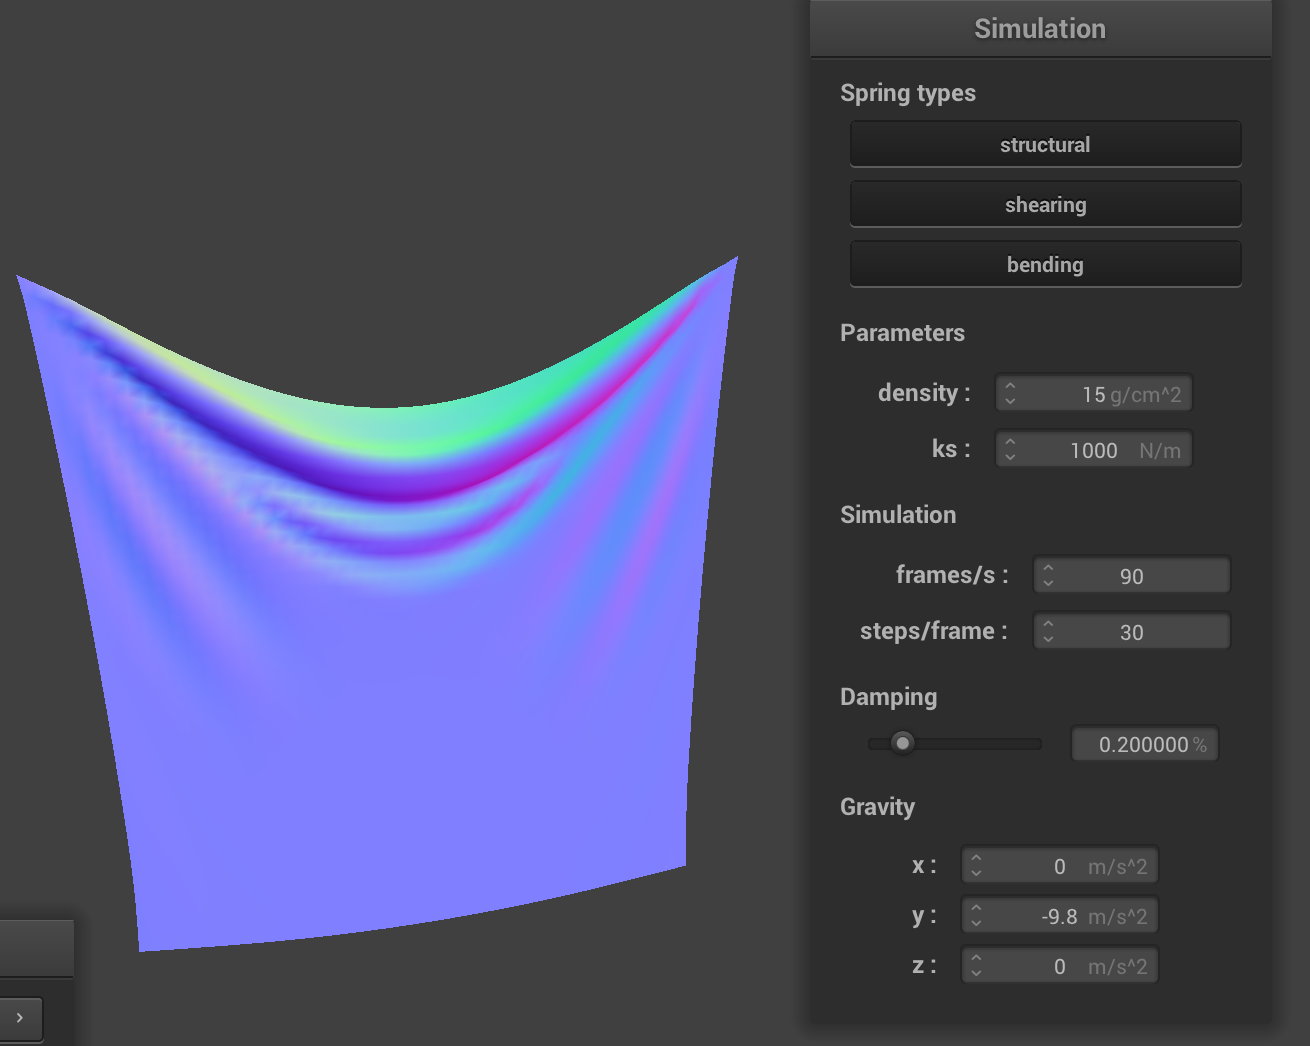 Simulation
Spring types
structural
shearing
bending
Parameters
density : 15 g/cm^2
ks : 1000 N/m
Simulation
frames/s : 90
steps/frame : 30
Damping
0.200000 %
Gravity
x : 0 m/s^2
y : -9.8 m/s^2
z : 0 m/s^2